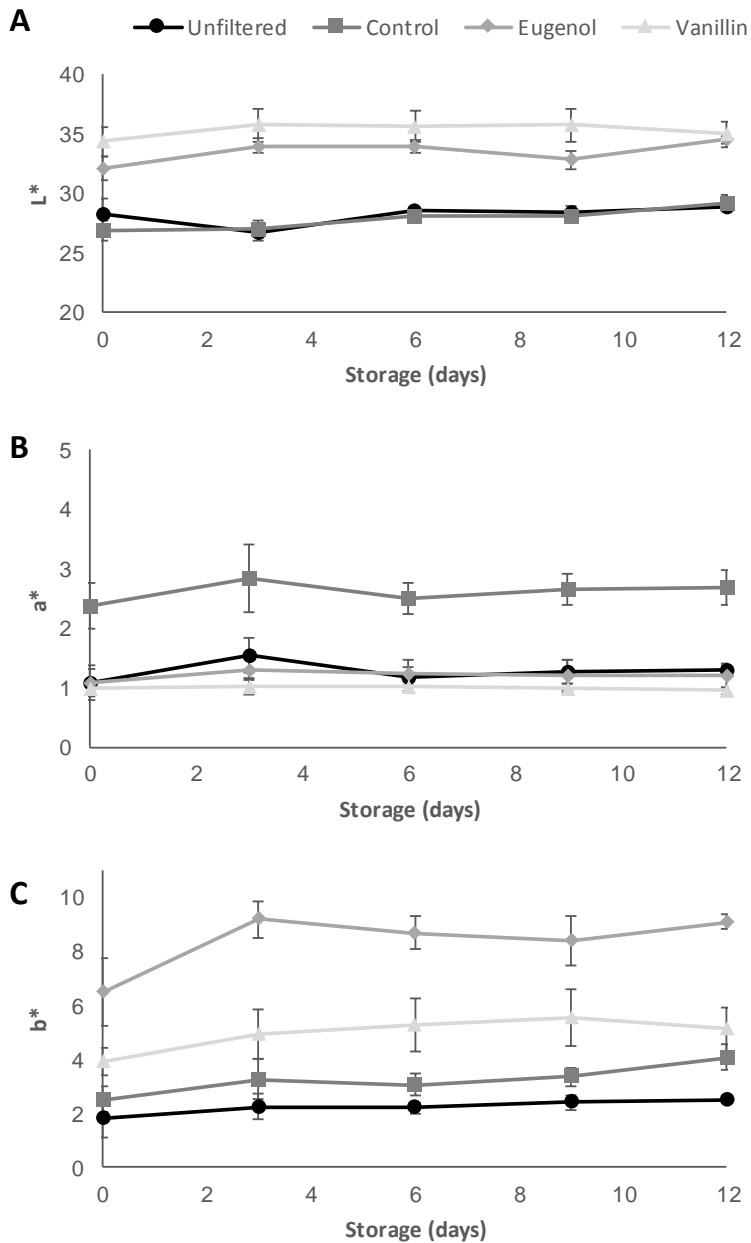 A
Unfiltered Control Eugenol Vanillin
40
35
30
25
20
L*
0 2 4 6 8 10 12
Storage (days)
B
5
4
3
2
1
0
a*
0 2 4 6 8 10 12
Storage (days)
C
10
8
6
4
2
0
b*
0 2 4 6 8 10 12
Storage (days)